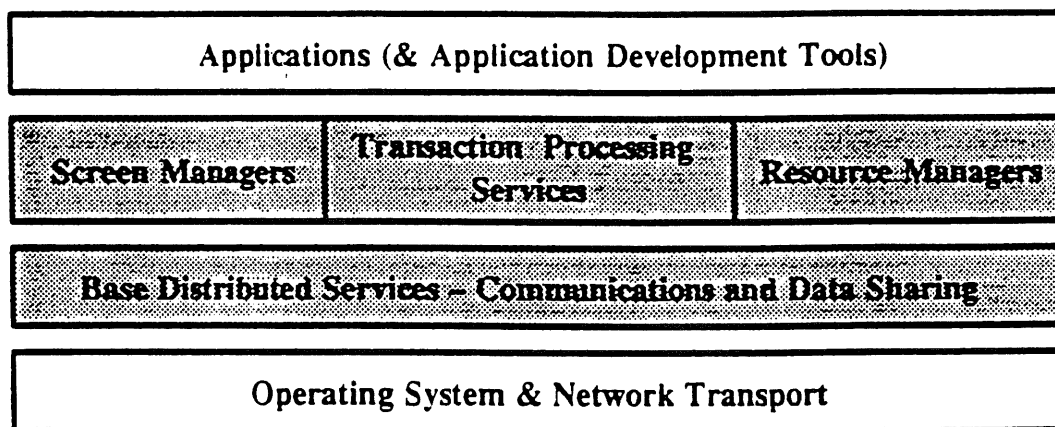 Applications (& Application Development Tools)
Screen Managers
Transaction Processing
Services
Resource Managers
Base Distributed Services – Communications and Data Sharing
Operating System & Network Transport